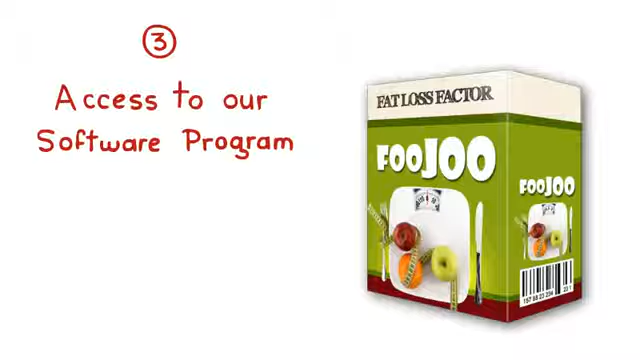 3
Access to our
Software Program
FAT LOSS FACTOR
FOOJOO
FOOJOO